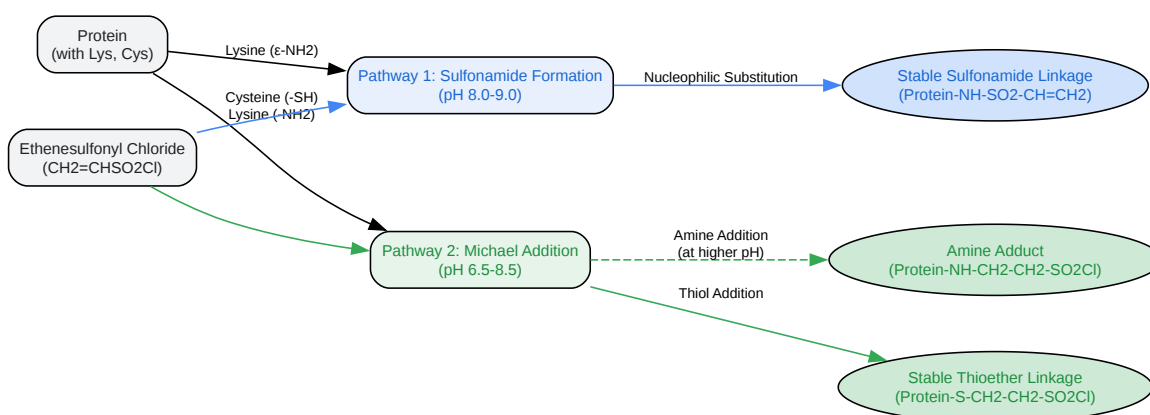 Protein
(with Lys, Cys)
Lysine (ε-NH2)
Pathway 1: Sulfonamide Formation
(pH 8.0-9.0)
Nucleophilic Substitution
Stable Sulfonamide Linkage
(Protein-NH-SO2-CH=CH2)
Cysteine (-SH)
Lysine (-NH2)
Ethenesulfonyl Chloride
(CH2=CHSO2Cl)
Pathway 2: Michael Addition
(pH 6.5-8.5)
Amine Addition
(at higher pH)
Amine Adduct
(Protein-NH-CH2-CH2-SO2Cl)
Thiol Addition
Stable Thioether Linkage
(Protein-S-CH2-CH2-SO2Cl)